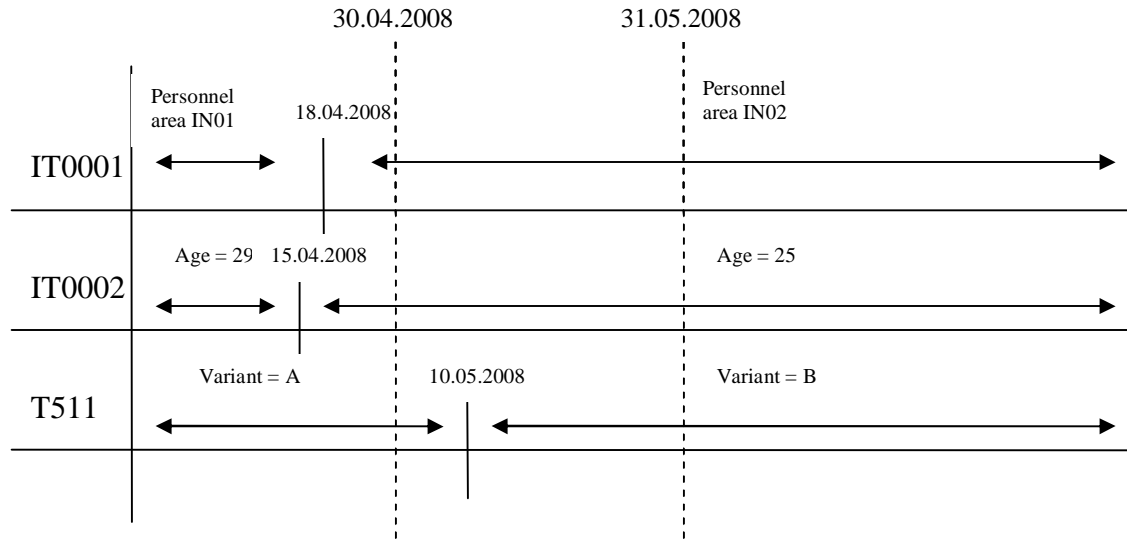 30.04.2008 31.05.2008
Personnel
area IN01
18.04.2008
Personnel
area IN02
IT0001
Age = 29 15.04.2008 Age = 25
IT0002
Variant = A 10.05.2008 Variant = B
T511